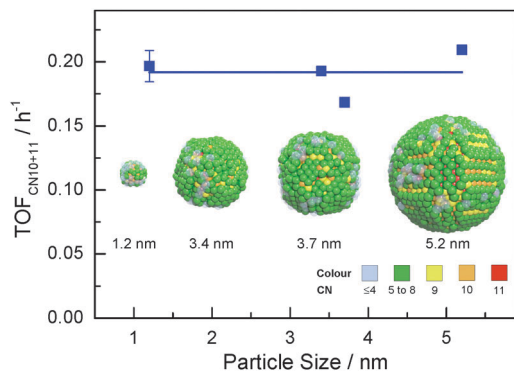 TOF CN10+11 / h⁻¹
0.20
0.15
0.10
0.05
0.00
1.2 nm 3.4 nm 3.7 nm 5.2 nm
Colour
CN ≤4 5 to 8 9 10 11
1 2 3 4 5
Particle Size / nm